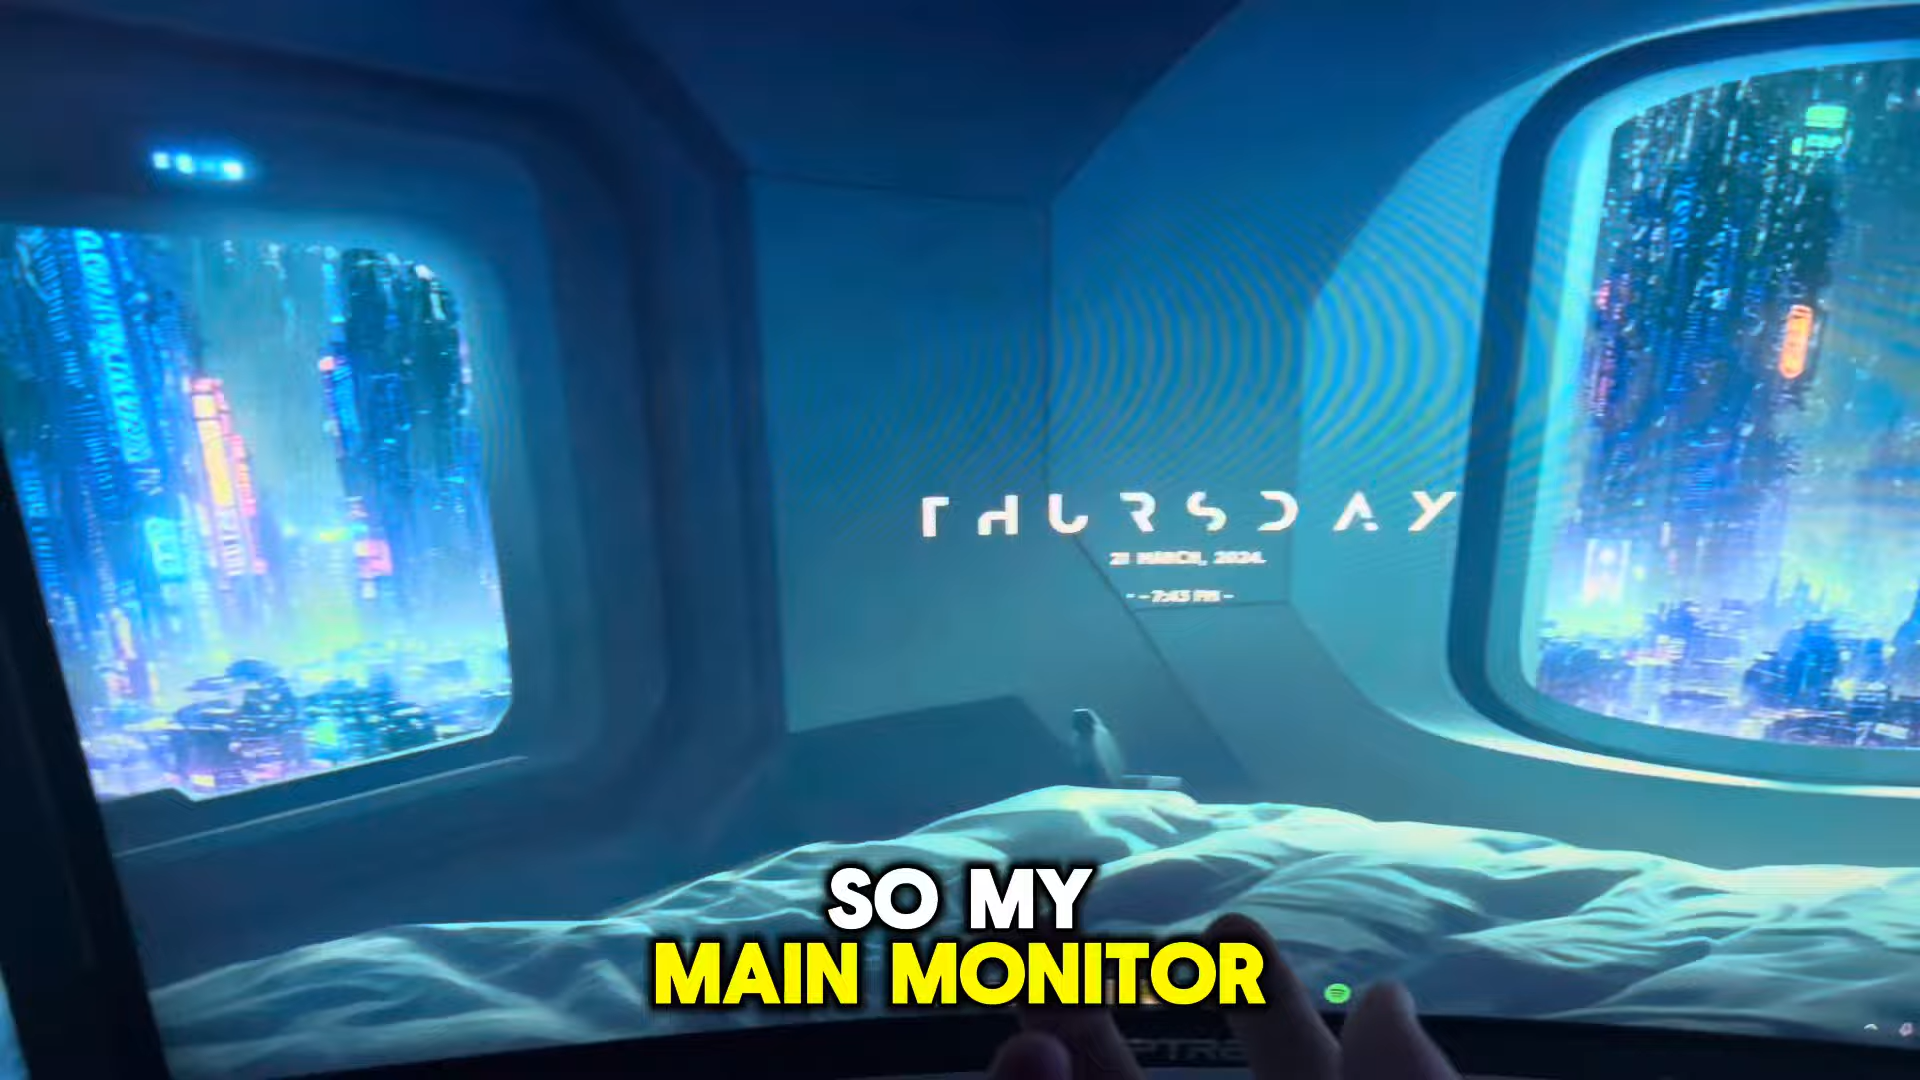 THURSDAY
21 MARCH, 2024.
- -7:43 PM -
SO MY
MAIN MONITOR